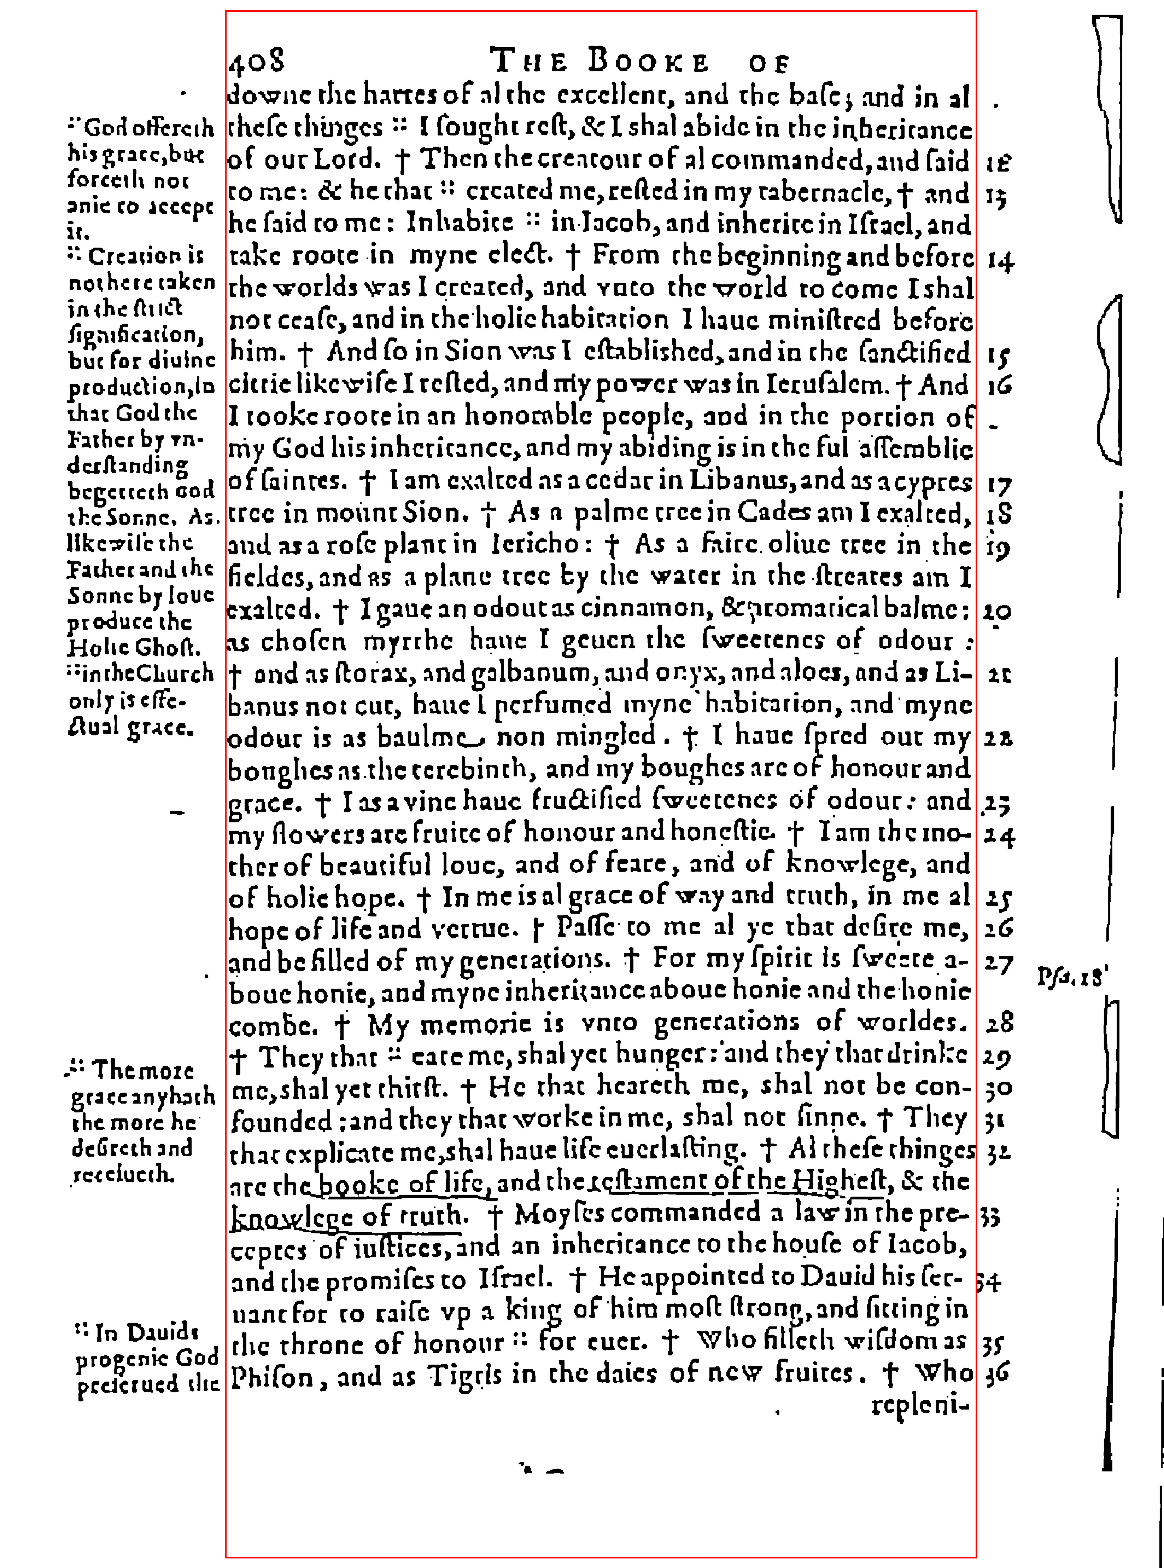 408 THE BOOKE OF
downe the hartes of al the excellent, and the base; and in al
these thinges :: I sought rest, & I shal abide in the inheritance
of our Lord. † Then the creatour of al commanded, and said 12
to me: & he that :: created me, rested in my tabernacle, † and 13
he said to me: Inhabite :: in Iacob, and inherite in Israel, and
take roote in myne elect. † From the beginning and before 14
the worlds was I created, and vnto the world to come I shal
not cease, and in the holie habitation I haue ministred before
him. † And so in Sion was I established, and in the sanctified 15
citie likewise I rested, and my power was in Ierusalem. † And 16
I tooke roote in an honorable people, and in the portion of
my God his inheritance, and my abiding is in the ful assemblie
of saintes. † I am exalted as a cedar in Libanus, and as a cypres 17
tree in mount Sion. † As a palme tree in Cades am I exalted, 18
and as a rose plant in Iericho: † As a faire oliue tree in the 19
fieldes, and as a plane tree by the water in the streates am I
exalted. † I gaue an odour as cinnamon, & aromatical balme: 20
as chosen myrrhe haue I geuen the sweetenes of odour :
† and as storax, and galbanum, and onyx, and aloes, and as Li- 21
banus not cut, haue I perfumed myne habitation, and myne
odour is as baulme non mingled. † I haue spred out my 22
boughes as the terebinth, and my boughes are of honour and
grace. † I as a vine haue fructified sweetenes of odour: and 23
my flowers are fruite of honour and honestie. † I am the mo- 24
ther of beautiful loue, and of feare, and of knowlege, and
of holie hope. † In me is al grace of way and truth, in me al 25
hope of life and vertue. † Passe to me al ye that desire me, 26
and be filled of my generations. † For my spirit is sweete a- 27
boue honie, and myne inheritance aboue honie and the honie
combe. † My memorie is vnto generations of worldes. 28
† They that :: eate me, shal yet hunger: and they that drinke 29
me, shal yet thirst. † He that heareth me, shal not be con- 30
founded: and they that worke in me, shal not sinne. † They 31
that explicate me, shal haue life euerlasting. † Al these thinges 32
are the booke of life, and the testament of the Highest, & the
knowlege of truth. † Moyses commanded a law in the pre- 33
ceptes of iustices, and an inheritance to the house of Iacob,
and the promises to Israel. † He appointed to Dauid his ser- 34
uant for to raise vp a king of him most strong, and sitting in
the throne of honour :: for euer. † Who filleth wisdom as 35
Phison, and as Tigris in the daies of new fruites. † Who 36
repleni-
:: God offereth
his grace, but
forceth not
anie to accept
it.
:: Creation is
not here taken
in the strict
signification,
but for diuine
production, in
that God the
Father by vn-
derstanding
begetteth God
the Sonne. As
likewise the
Father and the
Sonne by loue
produce the
Holie Ghost.
:: in the Church
only is effe-
ctual grace.
:: The more
grace any hath
the more he
desireth and
receiueth.
:: In Dauids
progenie God
preserued the
Psa. 18